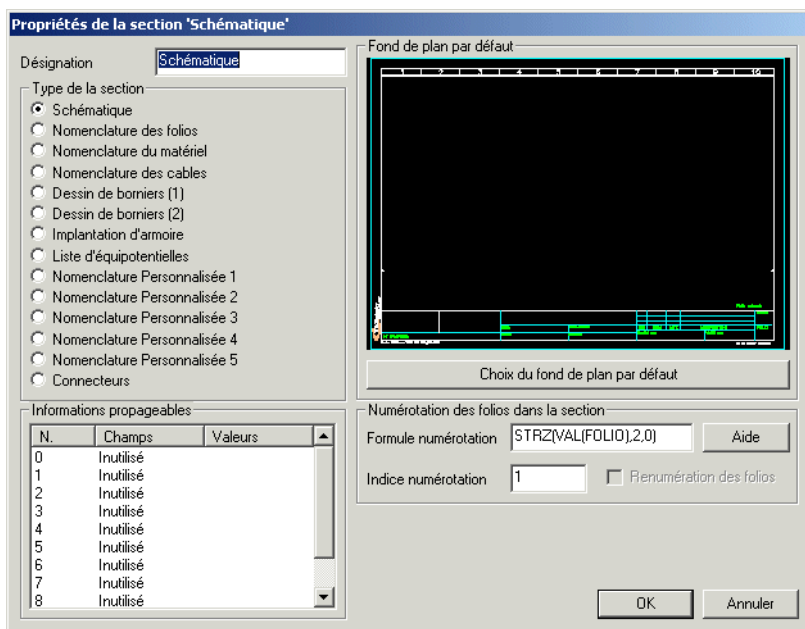 Propriétés de la section 'Schématique'
Désignation
Schématique
Type de la section
Schématique
Nomenclature des folios
Nomenclature du matériel
Nomenclature des cables
Dessin de borniers (1)
Dessin de borniers (2)
Implantation d'armoire
Liste d'équipotentielles
Nomenclature Personnalisée 1
Nomenclature Personnalisée 2
Nomenclature Personnalisée 3
Nomenclature Personnalisée 4
Nomenclature Personnalisée 5
Connecteurs
Informations propageables
N. Champs Valeurs
0 Inutilisé
1 Inutilisé
2 Inutilisé
3 Inutilisé
4 Inutilisé
5 Inutilisé
6 Inutilisé
7 Inutilisé
8 Inutilisé
Fond de plan par défaut
1 2 3 4 5 6 7 8 9 10
Choix du fond de plan par défaut
Numérotation des folios dans la section
Formule numérotation STRZ(VAL(FOLIO),2,0) Aide
Indice numérotation 1 Renumération des folios
OK Annuler